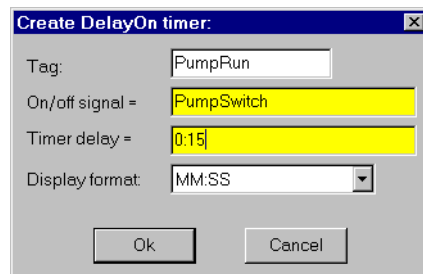 Create DelayOn timer:
Tag: PumpRun
On/off signal = PumpSwitch
Timer delay = 0:15
Display format: MM:SS
Ok Cancel